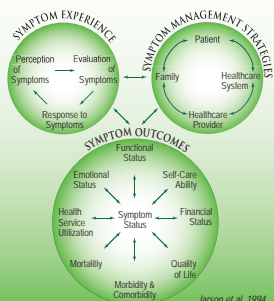 SYMPTOM EXPERIENCE
Perception
of
Symptoms
Evaluation
of
Symptoms
Response to
Symptoms
SYMPTOM MANAGEMENT STRATEGIES
Patient
Family
Healthcare
System
Healthcare
Provider
SYMPTOM OUTCOMES
Functional
Status
Emotional
Status
Self-Care
Ability
Health
Service
Utilization
Symptom
Status
Financial
Status
Mortalitiy
Quality
of Life
Morbidity &
Comorbidity
larson et al, 1994